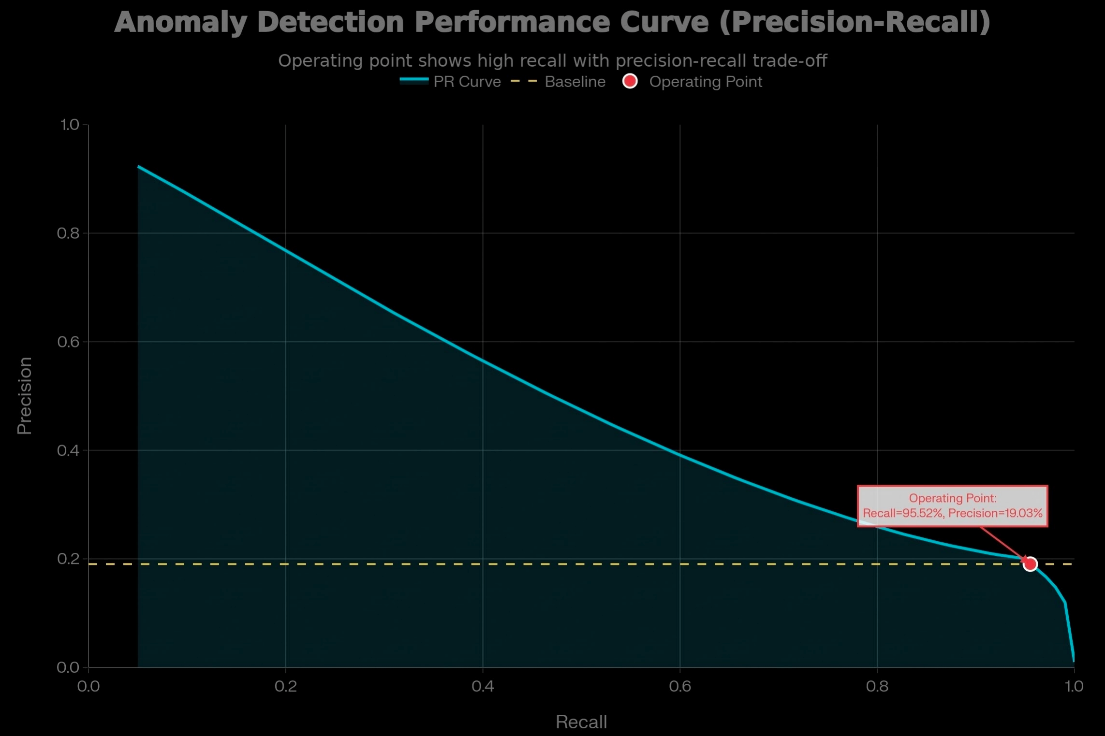 Anomaly Detection Performance Curve (Precision-Recall)
Operating point shows high recall with precision-recall trade-off
PR Curve Baseline Operating Point
1.0
0.8
0.6
0.4
0.2
0.0
Precision
Operating Point:
Recall=95.52%, Precision=19.03%
0.0 0.2 0.4 0.6 0.8 1.0
Recall